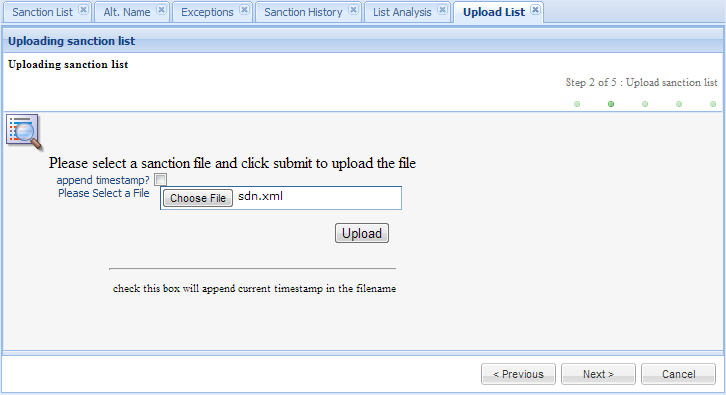 Sanction List Alt. Name Exceptions Sanction History List Analysis Upload List
Uploading sanction list
Uploading sanction list
Step 2 of 5 : Upload sanction list
Please select a sanction file and click submit to upload the file
append timestamp?
Please Select a File Choose File sdn.xml
Upload
check this box will append current timestamp in the filename
< Previous Next > Cancel